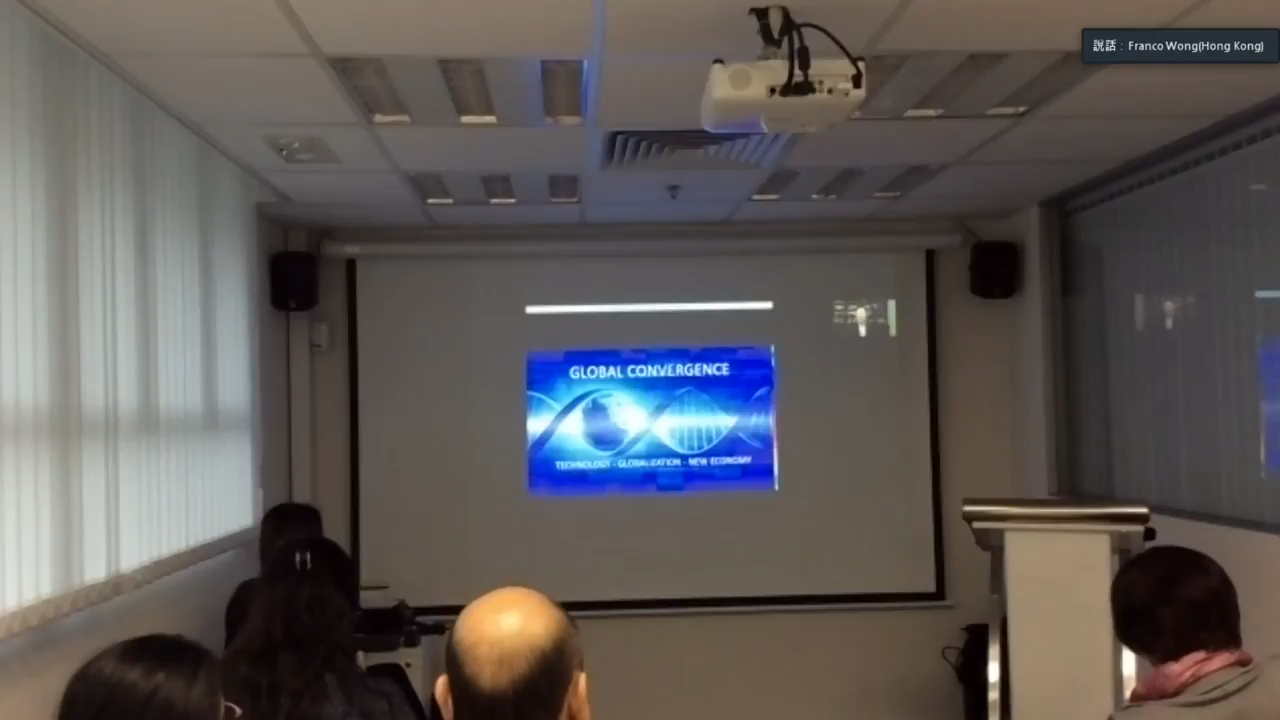 說話： Franco Wong(Hong Kong)
GLOBAL CONVERGENCE
TECHNOLOGY - GLOBALIZATION - NEW ECONOMY